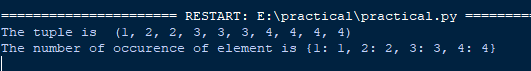 ====================== RESTART: E:\practical\practical.py =========
The tuple is  (1, 2, 2, 3, 3, 3, 4, 4, 4, 4)
The number of occurence of element is {1: 1, 2: 2, 3: 3, 4: 4}